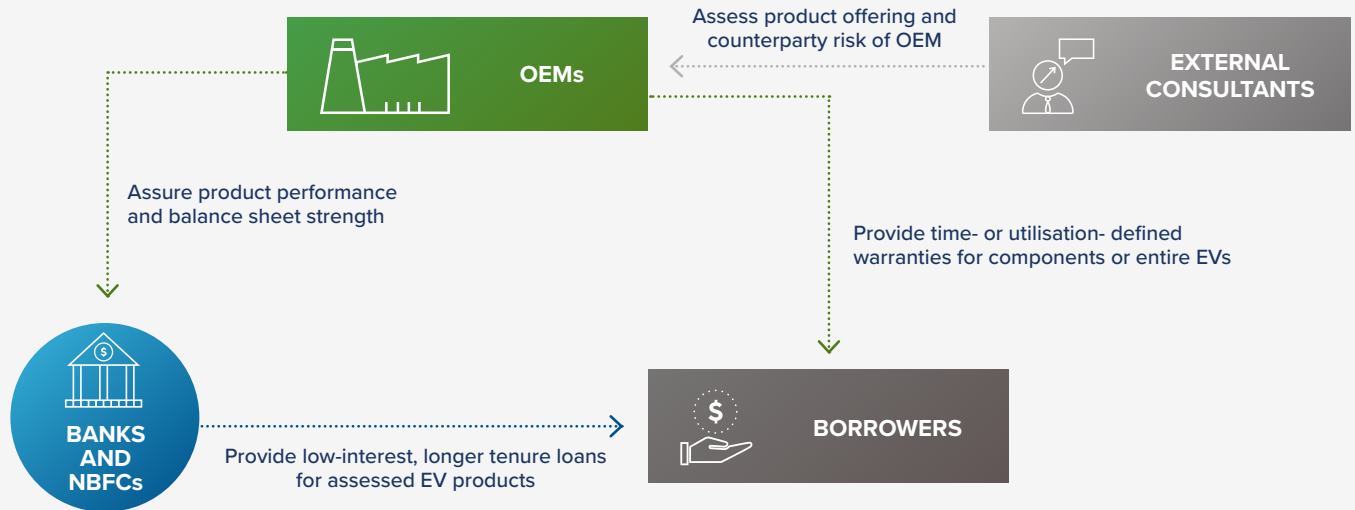 Assess product offering and
counterparty risk of OEM
OEMs
EXTERNAL
CONSULTANTS
Assure product performance
and balance sheet strength
Provide time- or utilisation- defined
warranties for components or entire EVs
$
BANKS
AND
NBFCs
Provide low-interest, longer tenure loans
for assessed EV products
$
BORROWERS